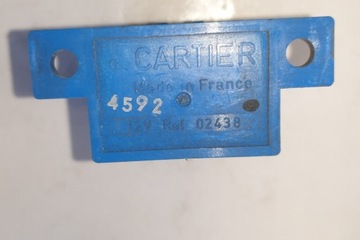 CARTIER
Made in France
4592
12V Ref 02438